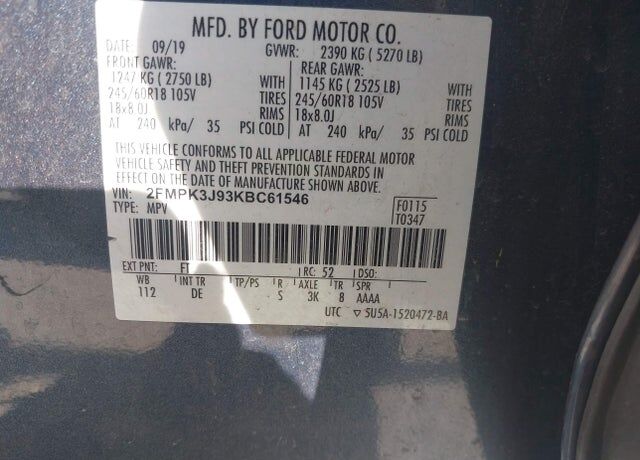 MFD. BY FORD MOTOR CO.
DATE: 09/19 GVWR: 2390 KG ( 5270 LB)
FRONT GAWR: REAR GAWR:
1247 KG ( 2750 LB) WITH 1145 KG ( 2525 LB) WITH
245/60R18 105V TIRES 245/60R18 105V TIRES
18x8.0J RIMS 18x8.0J RIMS
AT 240 kPa/ 35 PSI COLD AT 240 kPa/ 35 PSI COLD
THIS VEHICLE CONFORMS TO ALL APPLICABLE FEDERAL MOTOR
VEHICLE SAFETY AND THEFT PREVENTION STANDARDS IN
EFFECT ON THE DATE OF MANUFACTURE SHOWN ABOVE.
VIN: 2FMPK3J93KBC61546 F0115
TYPE: MPV T0347
EXT PNT: FT RC: 52 DSO:
WB INT TR TP/PS R AXLE TR SPR
112 DE S 3K 8 AAAA
UTC ▽ 5U5A-1520472-BA